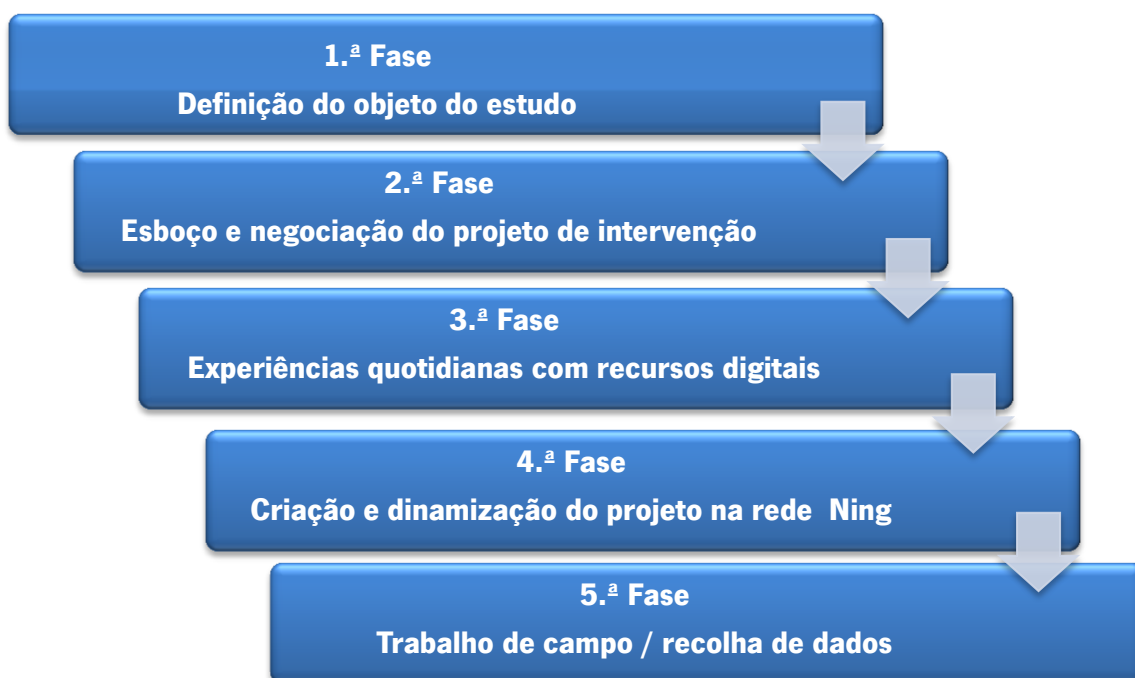 1.ª Fase
Definição do objeto do estudo
2.ª Fase
Esboço e negociação do projeto de intervenção
3.ª Fase
Experiências quotidianas com recursos digitais
4.ª Fase
Criação e dinamização do projeto na rede  Ning
5.ª Fase
Trabalho de campo / recolha de dados